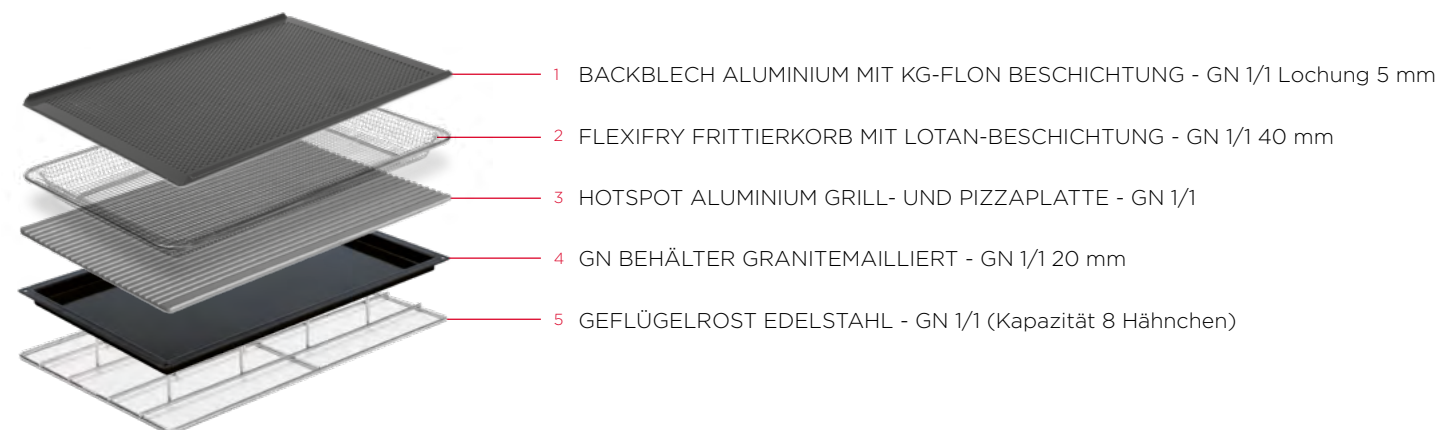 1 BACKBLECH ALUMINIUM MIT KG-FLON BESCHICHTUNG - GN 1/1 Lochung 5 mm
2 FLEXIFRY FRITTIERKORB MIT LOTAN-BESCHICHTUNG - GN 1/1 40 mm
3 HOTSPOT ALUMINIUM GRILL- UND PIZZAPLATTE - GN 1/1
4 GN BEHÄLTER GRANITEMAILLIERT - GN 1/1 20 mm
5 GEFLÜGELROST EDELSTAHL - GN 1/1 (Kapazität 8 Hähnchen)